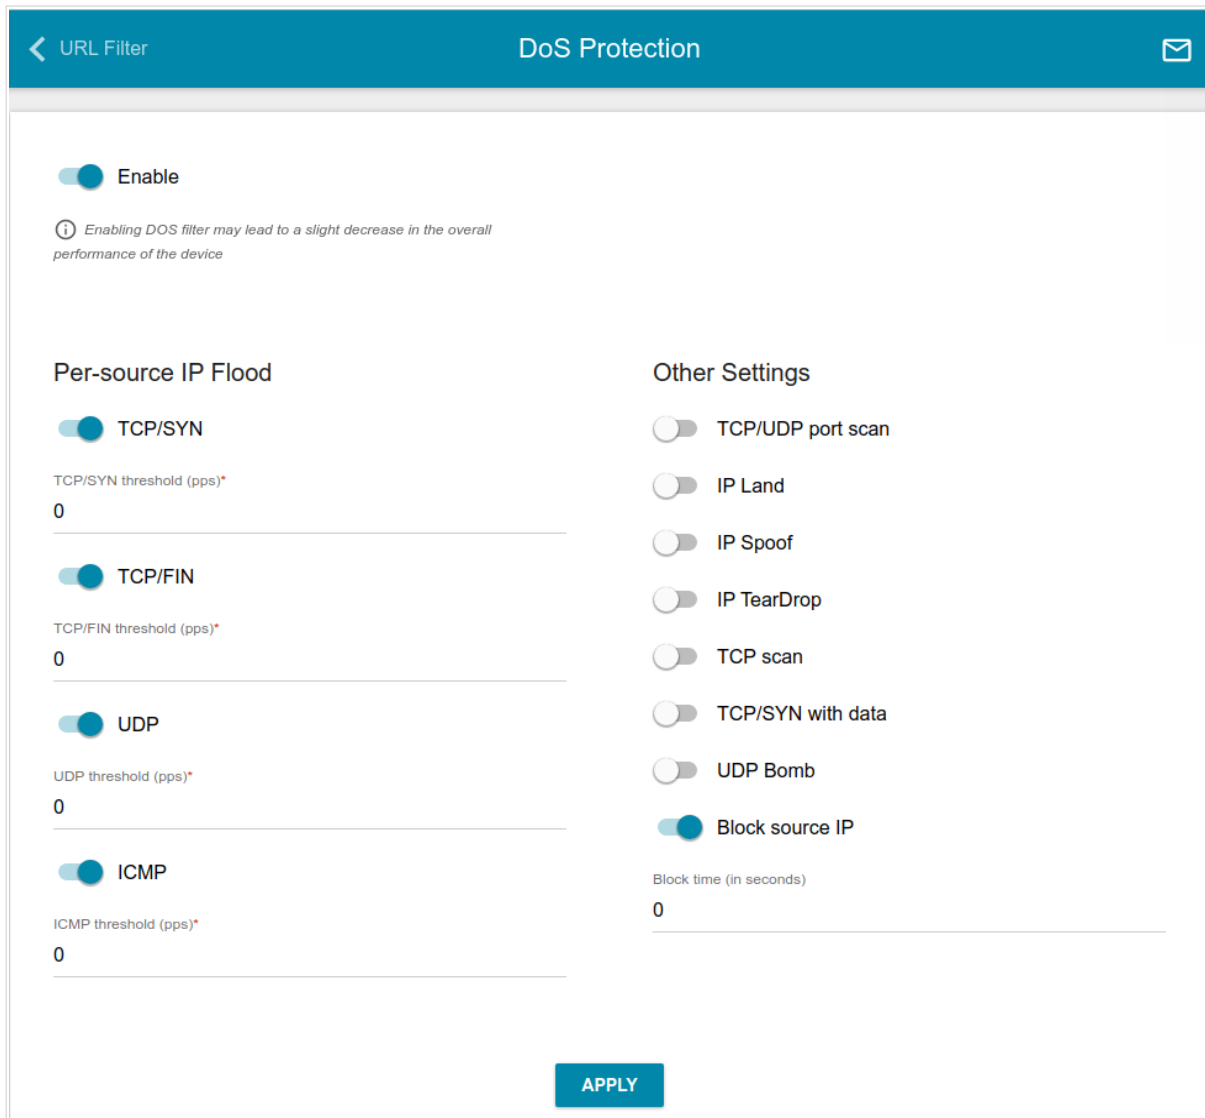 URL Filter
DoS Protection
Enable
Enabling DOS filter may lead to a slight decrease in the overall
performance of the device
Per-source IP Flood
TCP/SYN
TCP/SYN threshold (pps)*
0
TCP/FIN
TCP/FIN threshold (pps)*
0
UDP
UDP threshold (pps)*
0
ICMP
ICMP threshold (pps)*
0
Other Settings
TCP/UDP port scan
IP Land
IP Spoof
IP TearDrop
TCP scan
TCP/SYN with data
UDP Bomb
Block source IP
Block time (in seconds)
0
APPLY